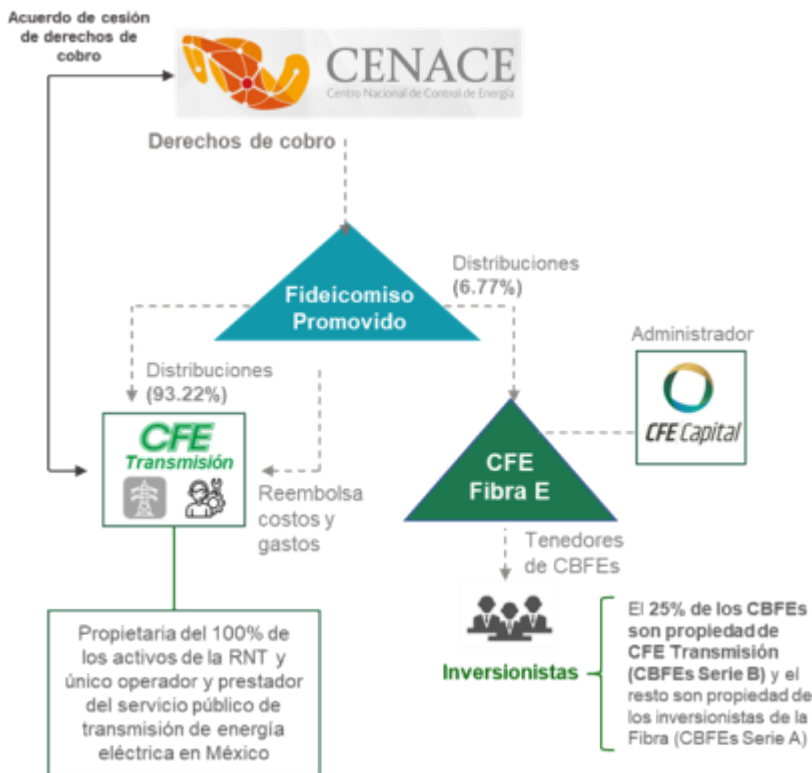 Acuerdo de cesión
de derechos de
cobro
CENACE
Centro Nacional de Control de Energía
Derechos de cobro
Distribuciones
(6.77%)
Fideicomiso
Promovido
Administrador
CFE Capital
Distribuciones
(93.22%)
CFE
Transmisión
Reembolsa
costos y
gastos
CFE
Fibra E
Tenedores
de CBFEs
Inversionistas
El 25% de los CBFEs
son propiedad de
CFE Transmisión
(CBFEs Serie B) y el
resto son propiedad de
los inversionistas de la
Fibra (CBFEs Serie A)
Propietaria del 100% de
los activos de la RNT y
único operador y prestador
del servicio público de
transmisión de energía
eléctrica en México